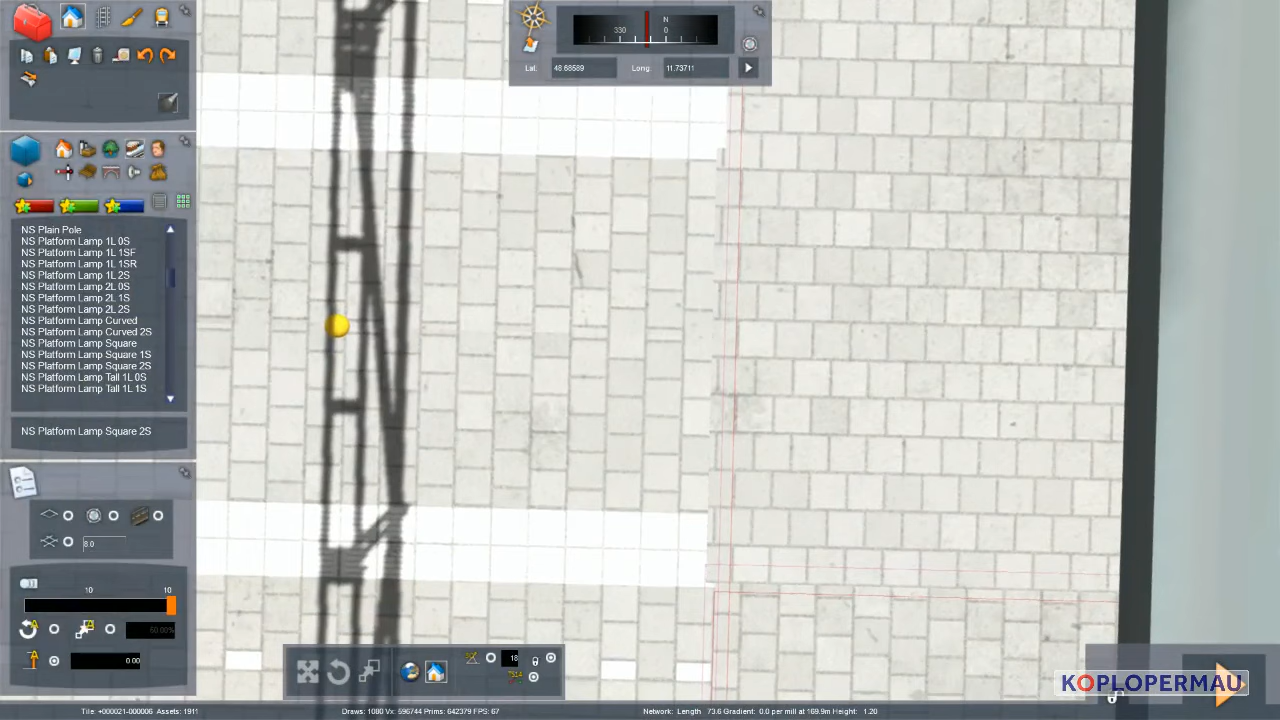 N
330
0
Lat:
48.68589
Long:
11.73711
NS Plain Pole
NS Platform Lamp 1L 0S
NS Platform Lamp 1L 1SF
NS Platform Lamp 1L 1SR
NS Platform Lamp 1L 2S
NS Platform Lamp 2L 0S
NS Platform Lamp 2L 1S
NS Platform Lamp 2L 2S
NS Platform Lamp Curved
NS Platform Lamp Curved 2S
NS Platform Lamp Square
NS Platform Lamp Square 1S
NS Platform Lamp Square 2S
NS Platform Lamp Tall 1L 0S
NS Platform Lamp Tall 1L 1S
NS Platform Lamp Square 2S
8.0
10
10
60.00%
0.00
18
KOPLOPERMAU
Tile: +000021-000006 Assets: 1911
Draws: 1080 Vx: 596744 Prims: 642379 FPS: 67
Network: Length 73.6 Gradient: 0.0 per mill at 169.9m Height: 1.20